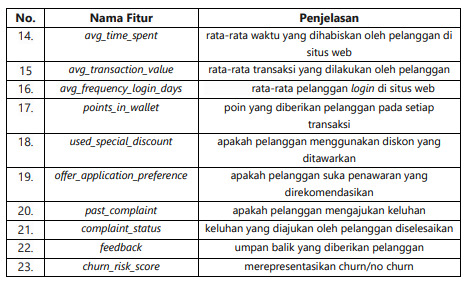 No. Nama Fitur Penjelasan
14. avg_time_spent rata-rata waktu yang dihabiskan oleh pelanggan di
situs web
15 avg_transaction_value rata-rata transaksi yang dilakukan oleh pelanggan
16. avg_frequency_login_days rata-rata pelanggan login di situs web
17. points_in_wallet poin yang diberikan pelanggan pada setiap
transaksi
18. used_special_discount apakah pelanggan menggunakan diskon yang
ditawarkan
19. offer_application_preference apakah pelanggan suka penawaran yang
direkomendasikan
20. past_complaint apakah pelanggan mengajukan keluhan
21. complaint_status keluhan yang diajukan oleh pelanggan diselesaikan
22. feedback umpan balik yang diberikan pelanggan
23. churn_risk_score merepresentasikan churn/no churn